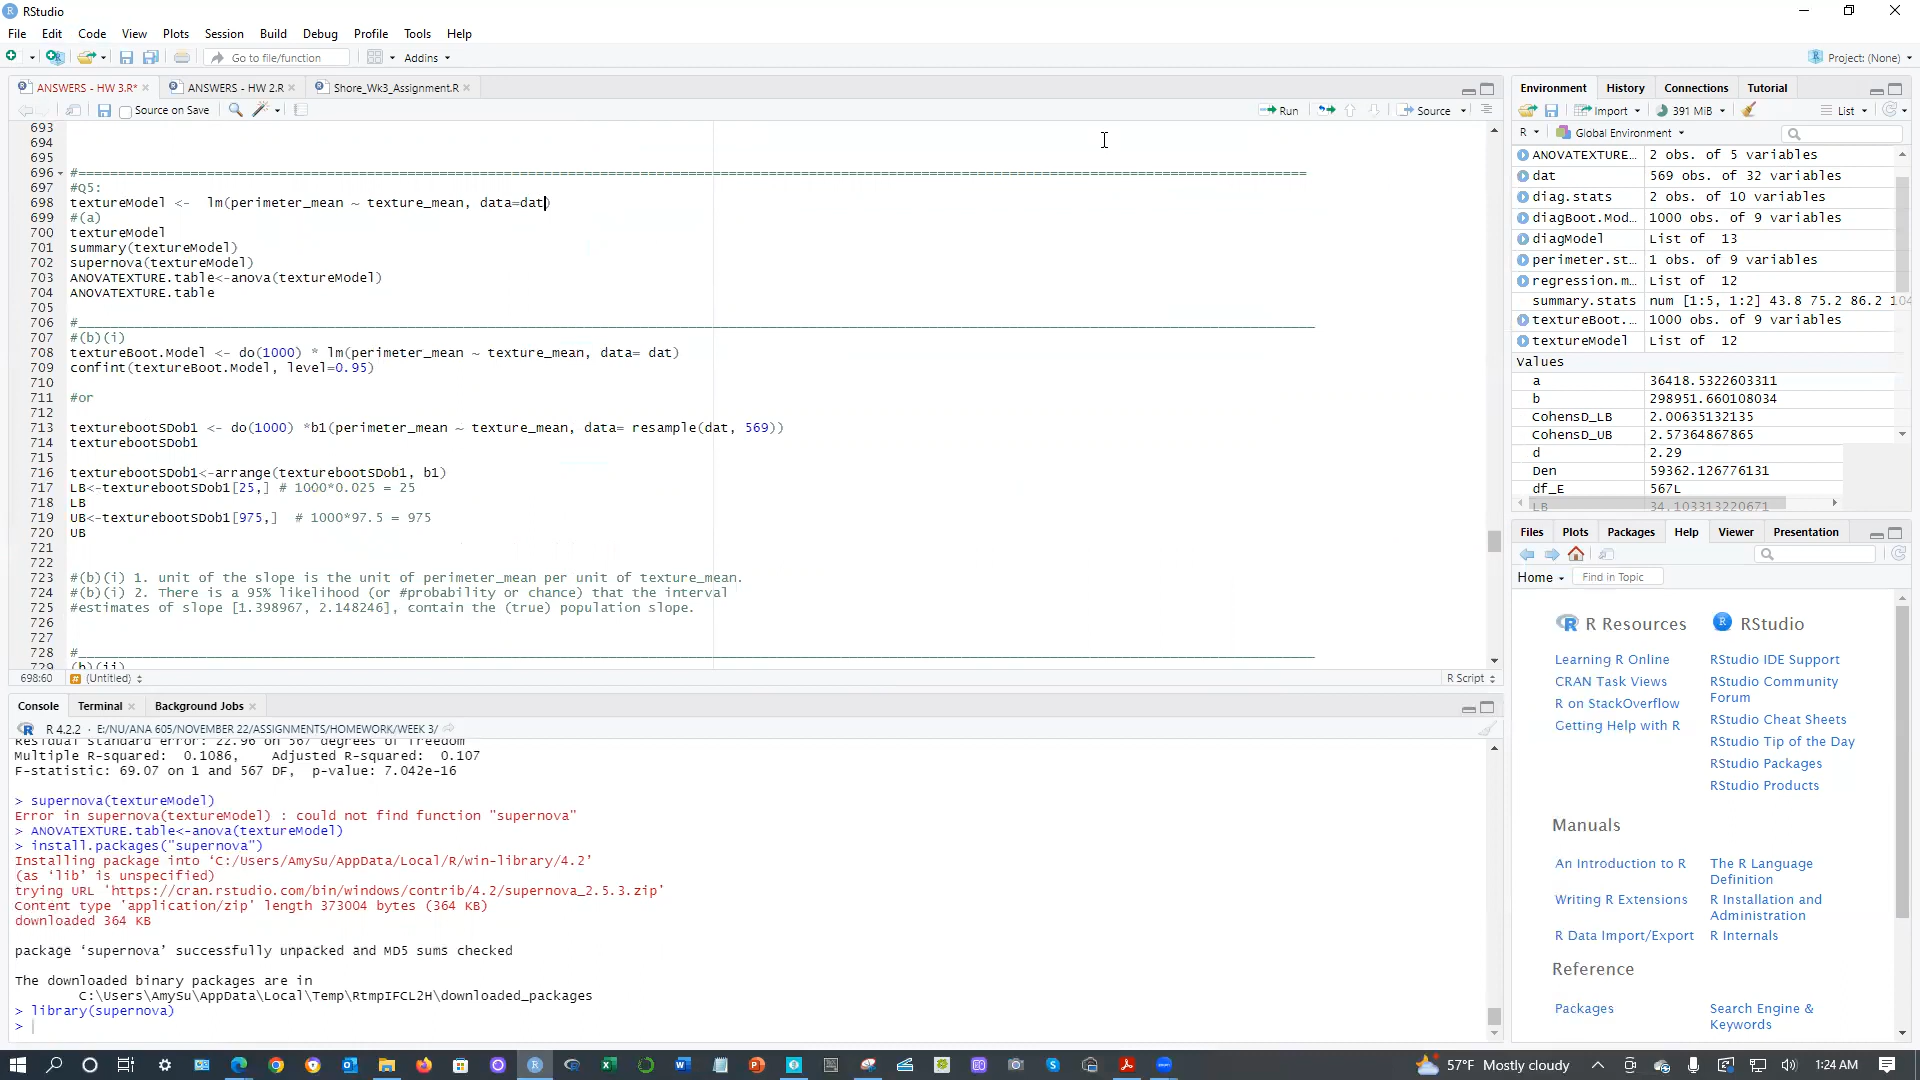 RStudio
File Edit Code View Plots Session Build Debug Profile Tools Help
Go to file/function Addins Project: (None)
ANSWERS - HW 3.R* ANSWERS - HW 2.R Shore_Wk3_Assignment.R
Source on Save Run Source
693
694
695
696 #=====================================================================================================================================================
697 #Q5:
698 textureModel <-  lm(perimeter_mean ~ texture_mean, data=dat)
699 #(a)
700 textureModel
701 summary(textureModel)
702 supernova(textureModel)
703 ANOVATEXTURE.table<-anova(textureModel)
704 ANOVATEXTURE.table
705
706 #
707 #(b)(i)
708 textureBoot.Model <- do(1000) * lm(perimeter_mean ~ texture_mean, data= dat)
709 confint(textureBoot.Model, level=0.95)
710
711 #or
712
713 texturebootSDob1 <- do(1000) *b1(perimeter_mean ~ texture_mean, data= resample(dat, 569))
714 texturebootSDob1
715
716 texturebootSDob1<-arrange(texturebootSDob1, b1)
717 LB<-texturebootSDob1[25,] # 1000*0.025 = 25
718 LB
719 UB<-texturebootSDob1[975,]  # 1000*97.5 = 975
720 UB
721
722
723 #(b)(i) 1. unit of the slope is the unit of perimeter_mean per unit of texture_mean.
724 #(b)(i) 2. There is a 95% likelihood (or #probability or chance) that the interval
725 #estimates of slope [1.398967, 2.148246], contain the (true) population slope.
726
727
728 #
729 (b)(ii)
698:60 (Untitled) R Script
Console Terminal Background Jobs
R 4.2.2 · E:/NU/ANA 605/NOVEMBER 22/ASSIGNMENTS/HOMEWORK/WEEK 3/
Residual standard error: 22.96 on 567 degrees of freedom
Multiple R-squared:  0.1086,    Adjusted R-squared:  0.107
F-statistic: 69.07 on 1 and 567 DF,  p-value: 7.042e-16
> supernova(textureModel)
Error in supernova(textureModel) : could not find function "supernova"
> ANOVATEXTURE.table<-anova(textureModel)
> install.packages("supernova")
Installing package into ‘C:/Users/AmySu/AppData/Local/R/win-library/4.2’
(as ‘lib’ is unspecified)
trying URL 'https://cran.rstudio.com/bin/windows/contrib/4.2/supernova_2.5.3.zip'
Content type 'application/zip' length 373004 bytes (364 KB)
downloaded 364 KB
package ‘supernova’ successfully unpacked and MD5 sums checked
The downloaded binary packages are in
C:\Users\AmySu\AppData\Local\Temp\RtmpIFCL2H\downloaded_packages
> library(supernova)
>
Environment History Connections Tutorial
Import 391 MiB List
R Global Environment
ANOVATEXTURE… 2 obs. of 5 variables
dat 569 obs. of 32 variables
diag.stats 2 obs. of 10 variables
diagBoot.Mod… 1000 obs. of 9 variables
diagModel List of  13
perimeter.st… 1 obs. of 9 variables
regression.m… List of  12
summary.stats num [1:5, 1:2] 43.8 75.2 86.2 104
textureBoot.… 1000 obs. of 9 variables
textureModel List of  12
Values
a 36418.5322603311
b 298951.660108034
CohensD_LB 2.00635132135
CohensD_UB 2.57364867865
d 2.29
Den 59362.126776131
df_E 567L
LB 34.103313220671
Files Plots Packages Help Viewer Presentation
Home Find in Topic
R Resources
Learning R Online
CRAN Task Views
R on StackOverflow
Getting Help with R
RStudio
RStudio IDE Support
RStudio Community
Forum
RStudio Cheat Sheets
RStudio Tip of the Day
RStudio Packages
RStudio Products
Manuals
An Introduction to R
Writing R Extensions
R Data Import/Export
The R Language
Definition
R Installation and
Administration
R Internals
Reference
Packages
Search Engine &
Keywords
57°F Mostly cloudy 1:24 AM